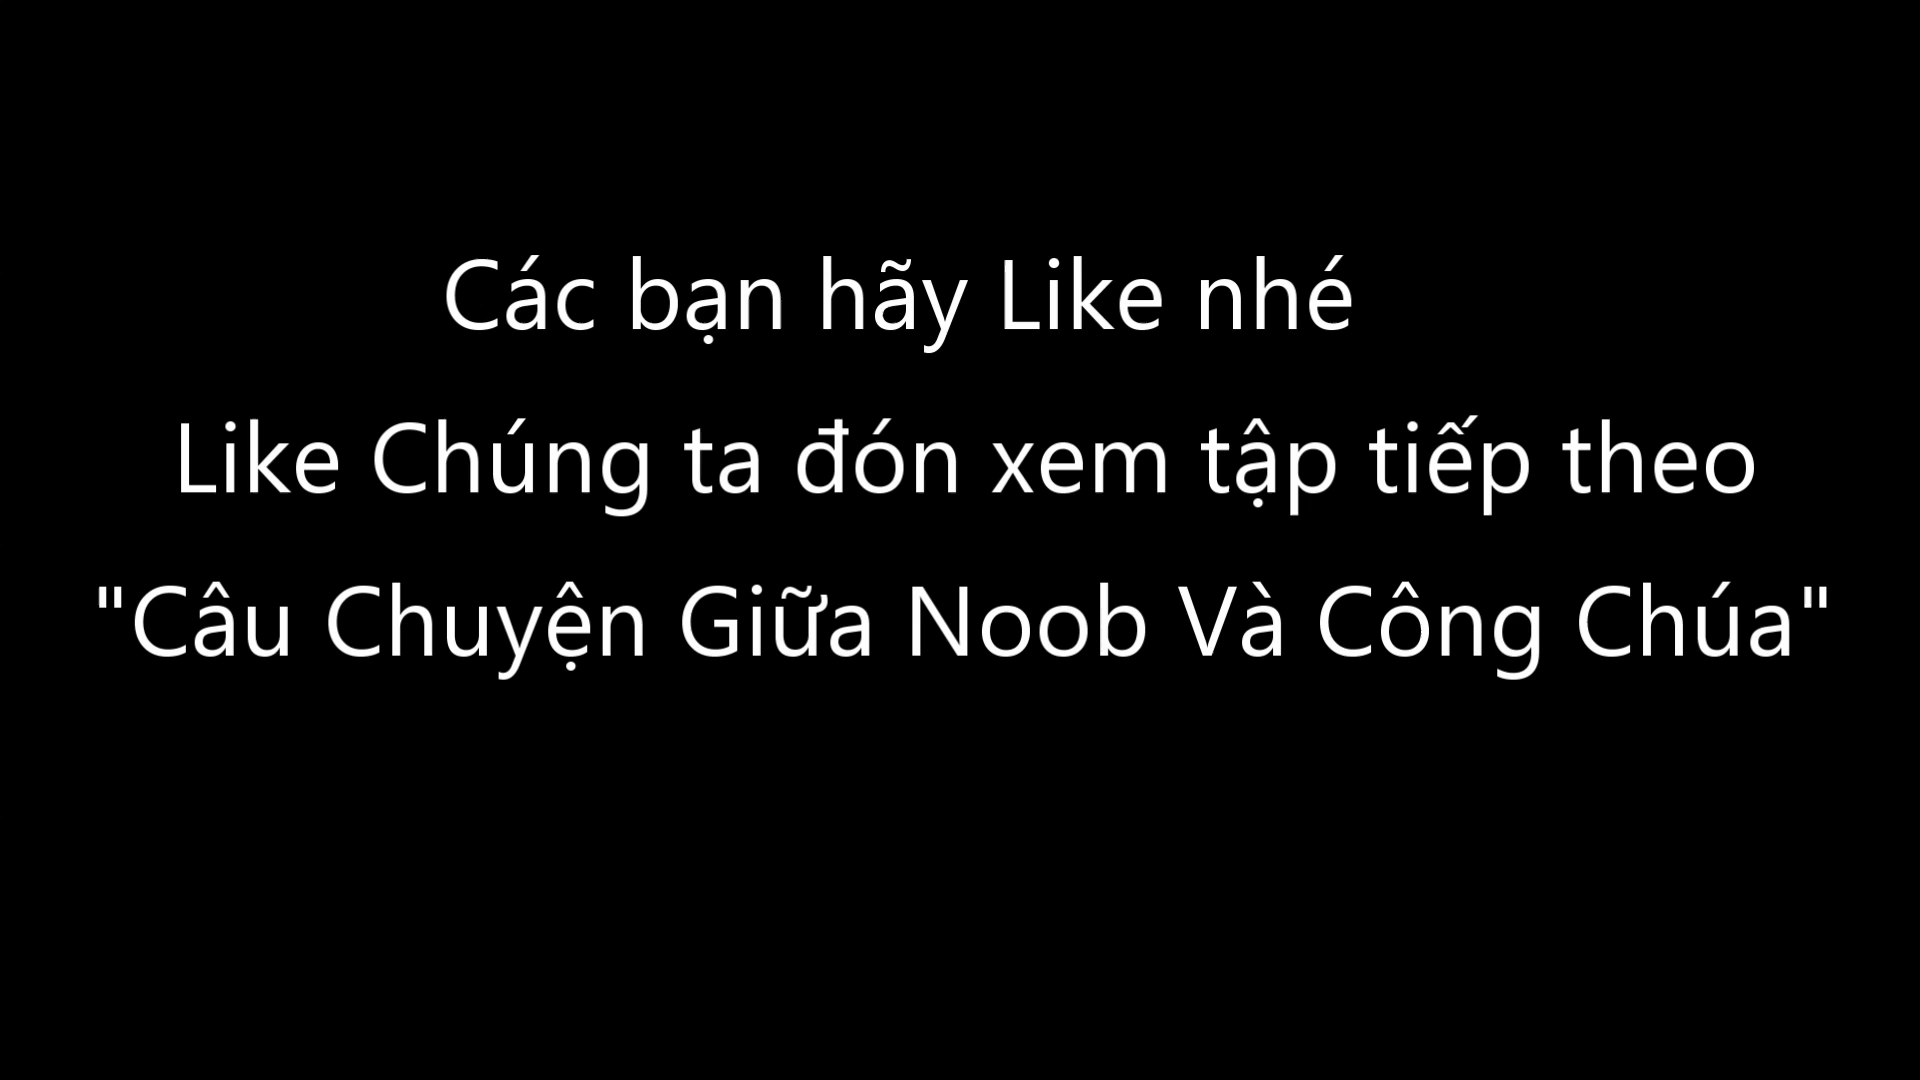 Các bạn hãy Like nhé
Like Chúng ta đón xem tập tiếp theo
"Câu Chuyện Giữa Noob Và Công Chúa"